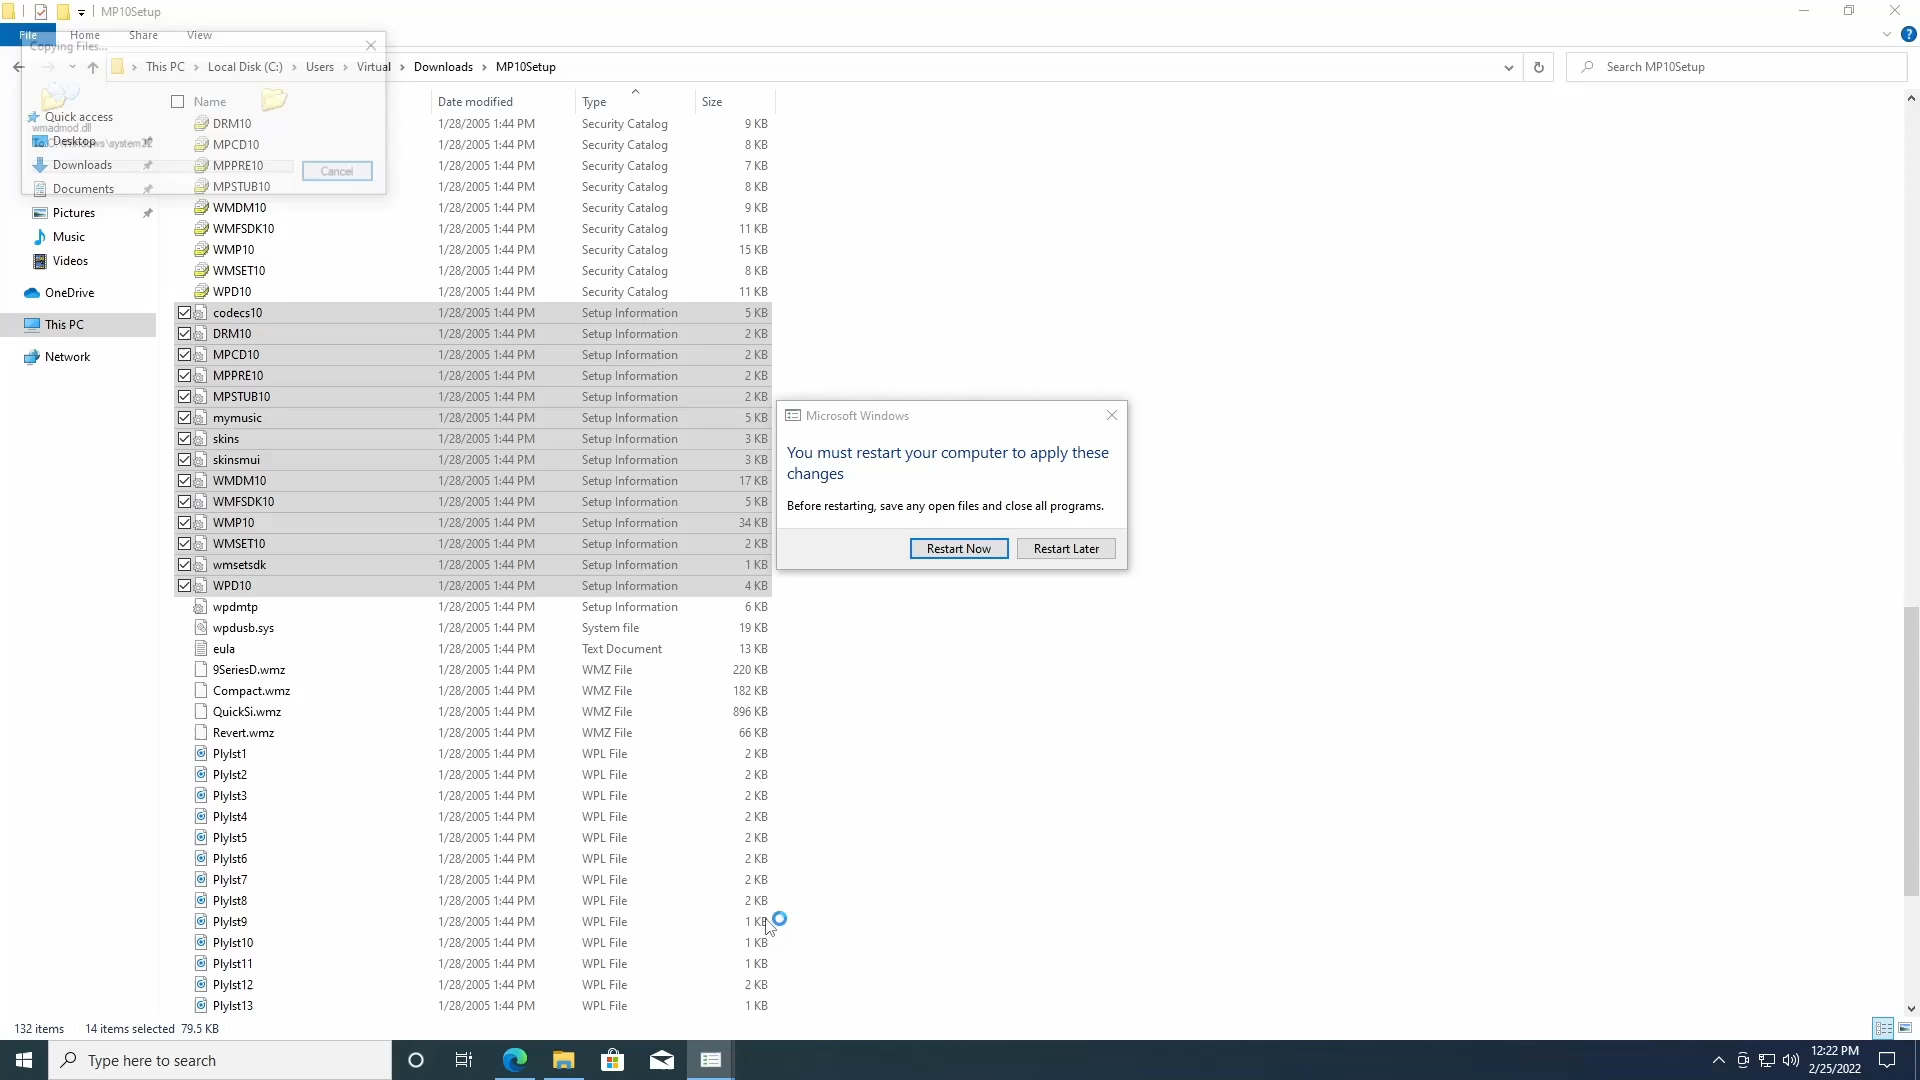 MP10Setup
File
Home
Share
View
Copying Files...
This PC
Local Disk (C:)
Users
Virtual
Downloads
MP10Setup
Search MP10Setup
Name
Date modified
Type
Size
Quick access
wmadmod.dll
Desktop
Downloads
Documents
Pictures
Music
Videos
OneDrive
This PC
Network
Cancel
DRM10 1/28/2005 1:44 PM Security Catalog 9 KB
MPCD10 1/28/2005 1:44 PM Security Catalog 8 KB
MPPRE10 1/28/2005 1:44 PM Security Catalog 7 KB
MPSTUB10 1/28/2005 1:44 PM Security Catalog 8 KB
WMDM10 1/28/2005 1:44 PM Security Catalog 9 KB
WMFSDK10 1/28/2005 1:44 PM Security Catalog 11 KB
WMP10 1/28/2005 1:44 PM Security Catalog 15 KB
WMSET10 1/28/2005 1:44 PM Security Catalog 8 KB
WPD10 1/28/2005 1:44 PM Security Catalog 11 KB
codecs10 1/28/2005 1:44 PM Setup Information 5 KB
DRM10 1/28/2005 1:44 PM Setup Information 2 KB
MPCD10 1/28/2005 1:44 PM Setup Information 2 KB
MPPRE10 1/28/2005 1:44 PM Setup Information 2 KB
MPSTUB10 1/28/2005 1:44 PM Setup Information 2 KB
mymusic 1/28/2005 1:44 PM Setup Information 5 KB
skins 1/28/2005 1:44 PM Setup Information 3 KB
skinsmui 1/28/2005 1:44 PM Setup Information 3 KB
WMDM10 1/28/2005 1:44 PM Setup Information 17 KB
WMFSDK10 1/28/2005 1:44 PM Setup Information 5 KB
WMP10 1/28/2005 1:44 PM Setup Information 34 KB
WMSET10 1/28/2005 1:44 PM Setup Information 2 KB
wmsetsdk 1/28/2005 1:44 PM Setup Information 1 KB
WPD10 1/28/2005 1:44 PM Setup Information 4 KB
wpdmtp 1/28/2005 1:44 PM Setup Information 6 KB
wpdusb.sys 1/28/2005 1:44 PM System file 19 KB
eula 1/28/2005 1:44 PM Text Document 13 KB
9SeriesD.wmz 1/28/2005 1:44 PM WMZ File 220 KB
Compact.wmz 1/28/2005 1:44 PM WMZ File 182 KB
QuickSi.wmz 1/28/2005 1:44 PM WMZ File 896 KB
Revert.wmz 1/28/2005 1:44 PM WMZ File 66 KB
Plylst1 1/28/2005 1:44 PM WPL File 2 KB
Plylst2 1/28/2005 1:44 PM WPL File 2 KB
Plylst3 1/28/2005 1:44 PM WPL File 2 KB
Plylst4 1/28/2005 1:44 PM WPL File 2 KB
Plylst5 1/28/2005 1:44 PM WPL File 2 KB
Plylst6 1/28/2005 1:44 PM WPL File 2 KB
Plylst7 1/28/2005 1:44 PM WPL File 2 KB
Plylst8 1/28/2005 1:44 PM WPL File 2 KB
Plylst9 1/28/2005 1:44 PM WPL File 1 KB
Plylst10 1/28/2005 1:44 PM WPL File 1 KB
Plylst11 1/28/2005 1:44 PM WPL File 1 KB
Plylst12 1/28/2005 1:44 PM WPL File 2 KB
Plylst13 1/28/2005 1:44 PM WPL File 1 KB
Microsoft Windows
You must restart your computer to apply these
changes
Before restarting, save any open files and close all programs.
Restart Now
Restart Later
132 items
14 items selected 79.5 KB
Type here to search
12:22 PM
2/25/2022